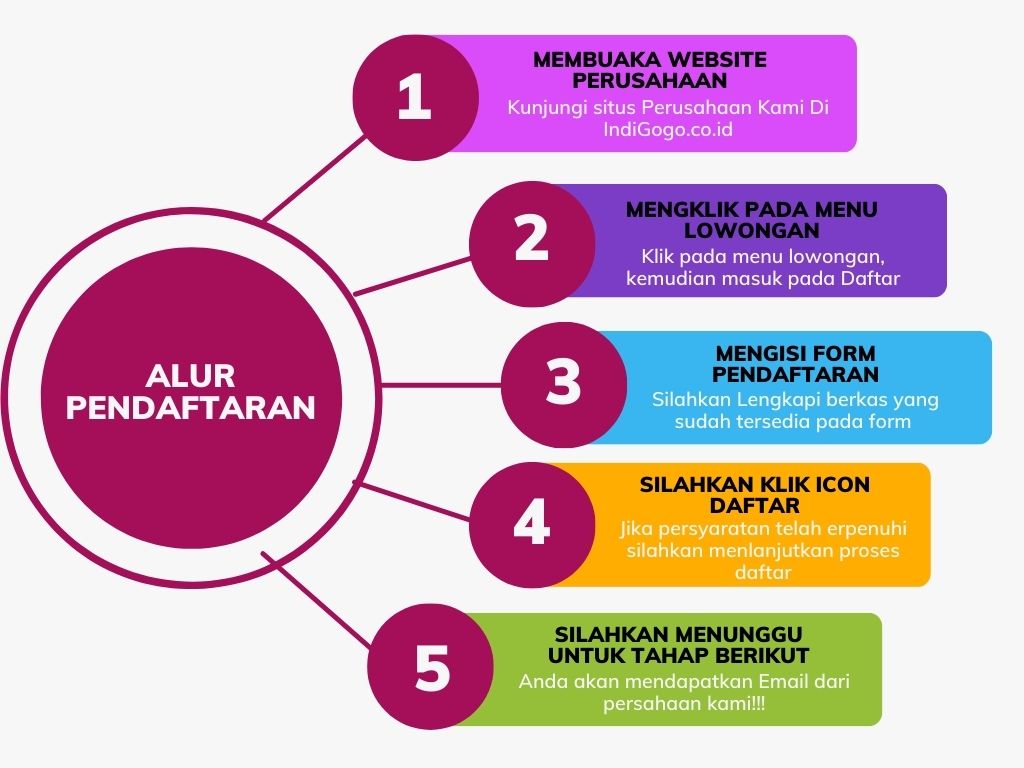 ALUR
PENDAFTARAN
1
MEMBUAKA WEBSITE
PERUSAHAAN
Kunjungi situs Perusahaan Kami Di
IndiGogo.co.id
2
MENGKLIK PADA MENU
LOWONGAN
Klik pada menu lowongan,
kemudian masuk pada Daftar
3
MENGISI FORM
PENDAFTARAN
Silahkan Lengkapi berkas yang
sudah tersedia pada form
4
SILAHKAN KLIK ICON
DAFTAR
Jika persyaratan telah erpenuhi
silahkan menlanjutkan proses
daftar
5
SILAHKAN MENUNGGU
UNTUK TAHAP BERIKUT
Anda akan mendapatkan Email dari
persahaan kami!!!